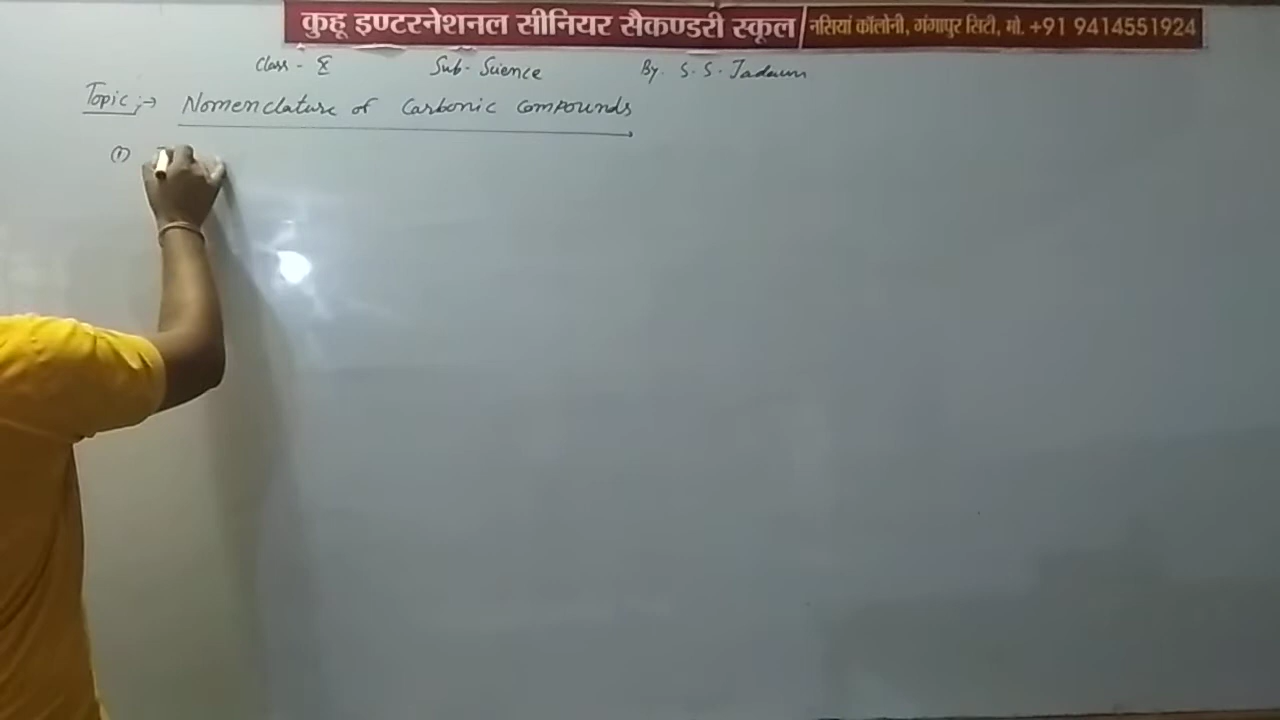 कुहू इण्टरनेशनल सीनियर सैकण्डरी स्कूल नसियां कॉलोनी, गंगापुर सिटी, मो. +91 9414551924
Class - X Sub- Science By. S. S. Jadaun
Topic :→ Nomenclature of Carbonic Compounds
①